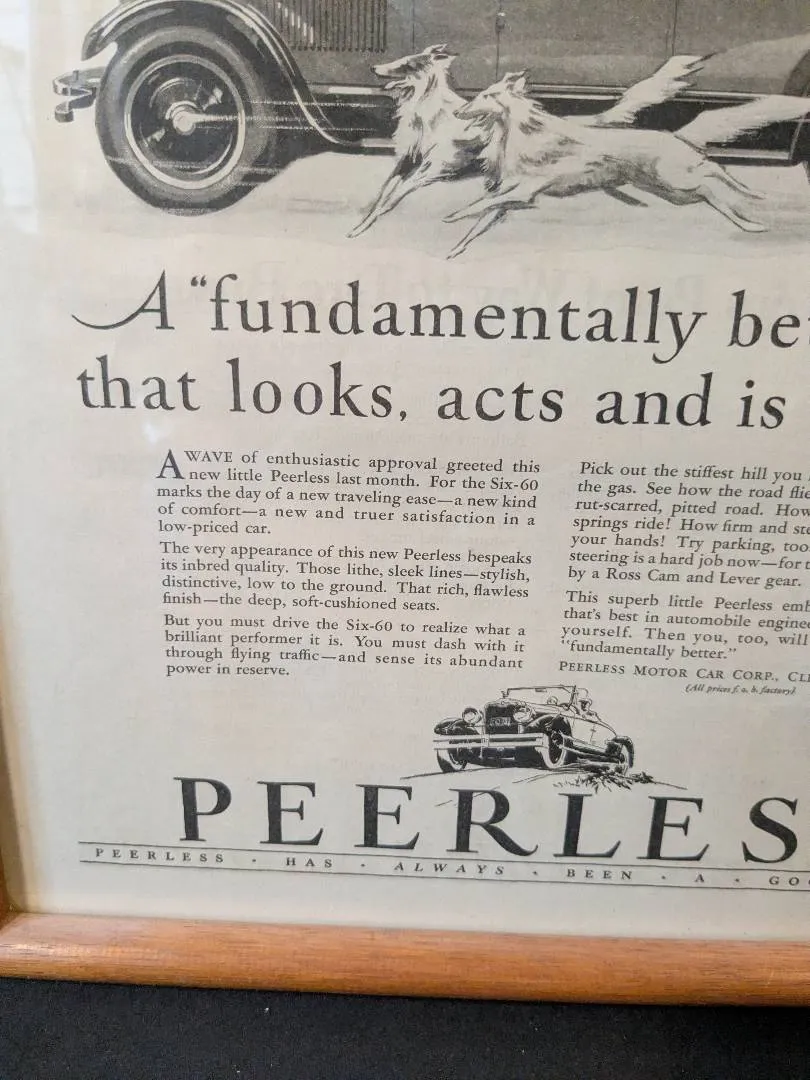 A "fundamentally
that looks, acts and is
A WAVE of enthusiastic approval greeted this
new little Peerless last month. For the Six-60
marks the day of a new traveling ease—a new kind
of comfort—a new and truer satisfaction in a
low-priced car.
The very appearance of this new Peerless bespeaks
its inbred quality. Those lithe, sleek lines—stylish,
distinctive, low to the ground. That rich, flawless
finish—the deep, soft-cushioned seats.
But you must drive the Six-60 to realize what a
brilliant performer it is. You must dash with it
through flying traffic—and sense its abundant
power in reserve.
Pick out the stiffest hill you
the gas. See how the road
rut-scarred, pitted road. How
springs ride! How firm and
your hands! Try parking,
steering is a hard job now—for
by a Ross Cam and Lever gear.
This superb little Peerless
that's best in automobile
yourself. Then you, too, will
"fundamentally better."
PEERLESS MOTOR CAR CORP.,
(All prices f. o. b. factory)
PEERLES
PEERLESS · HAS · ALWAYS · BEEN · A ·